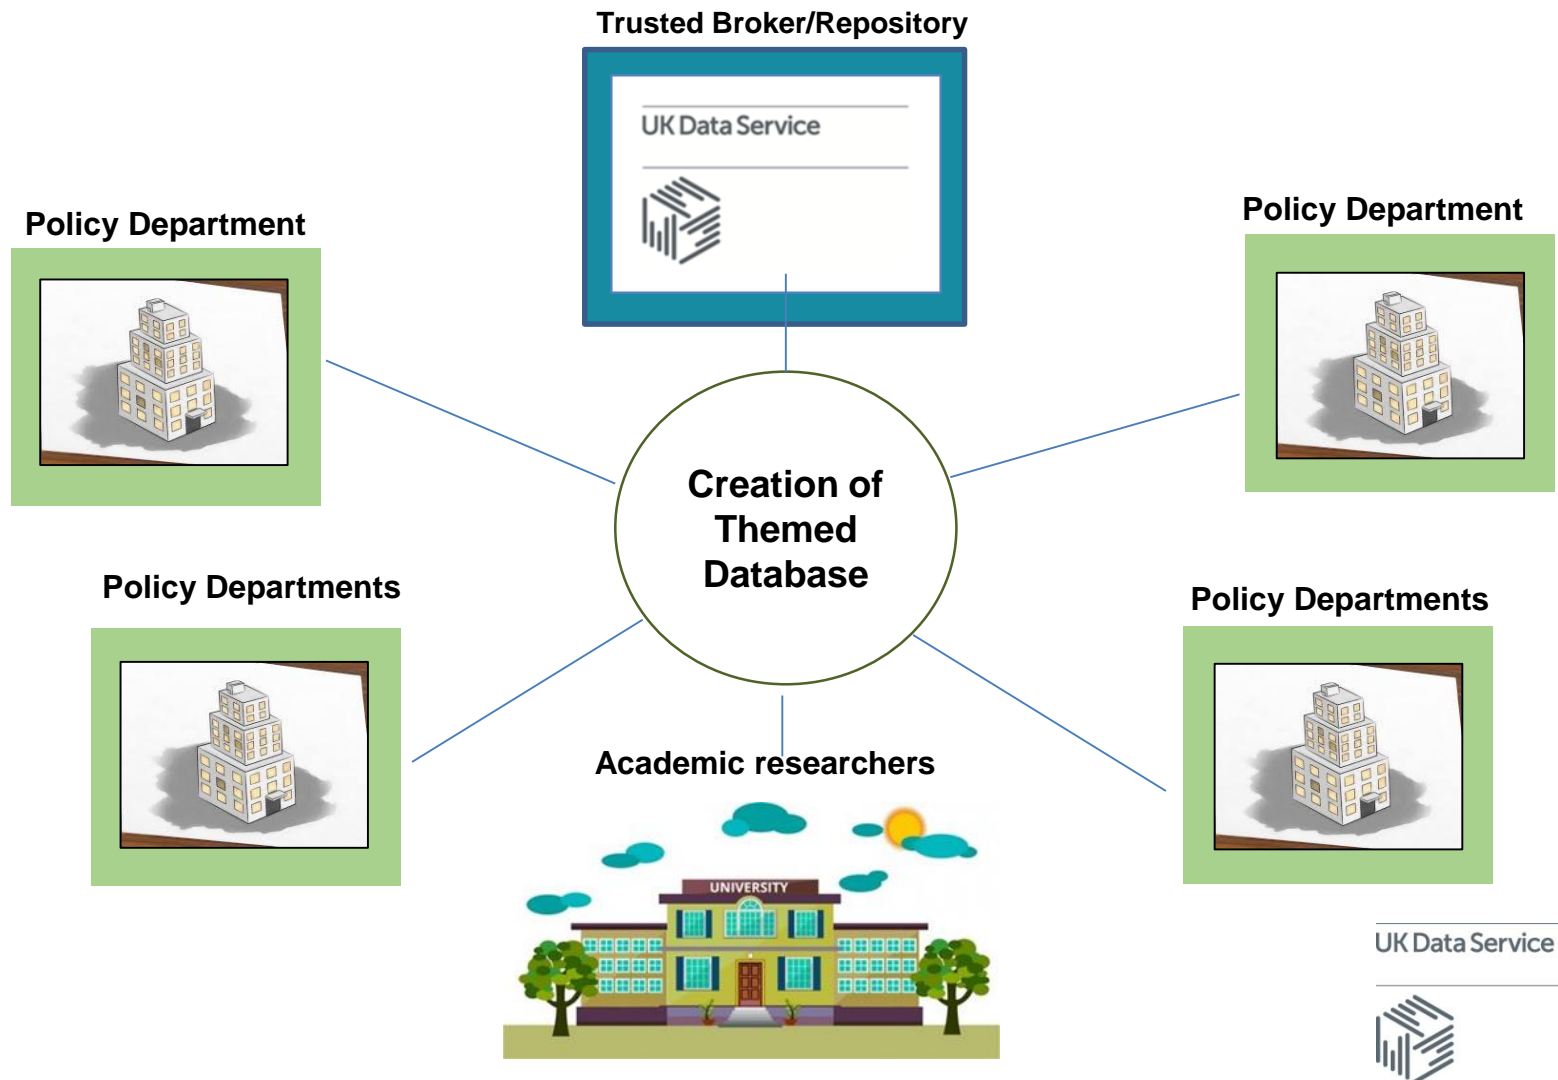 Trusted Broker/Repository
UK Data Service
Policy Department
Policy Department
Creation of
Themed
Database
Policy Departments
Policy Departments
Academic researchers
UNIVERSITY
UK Data Service